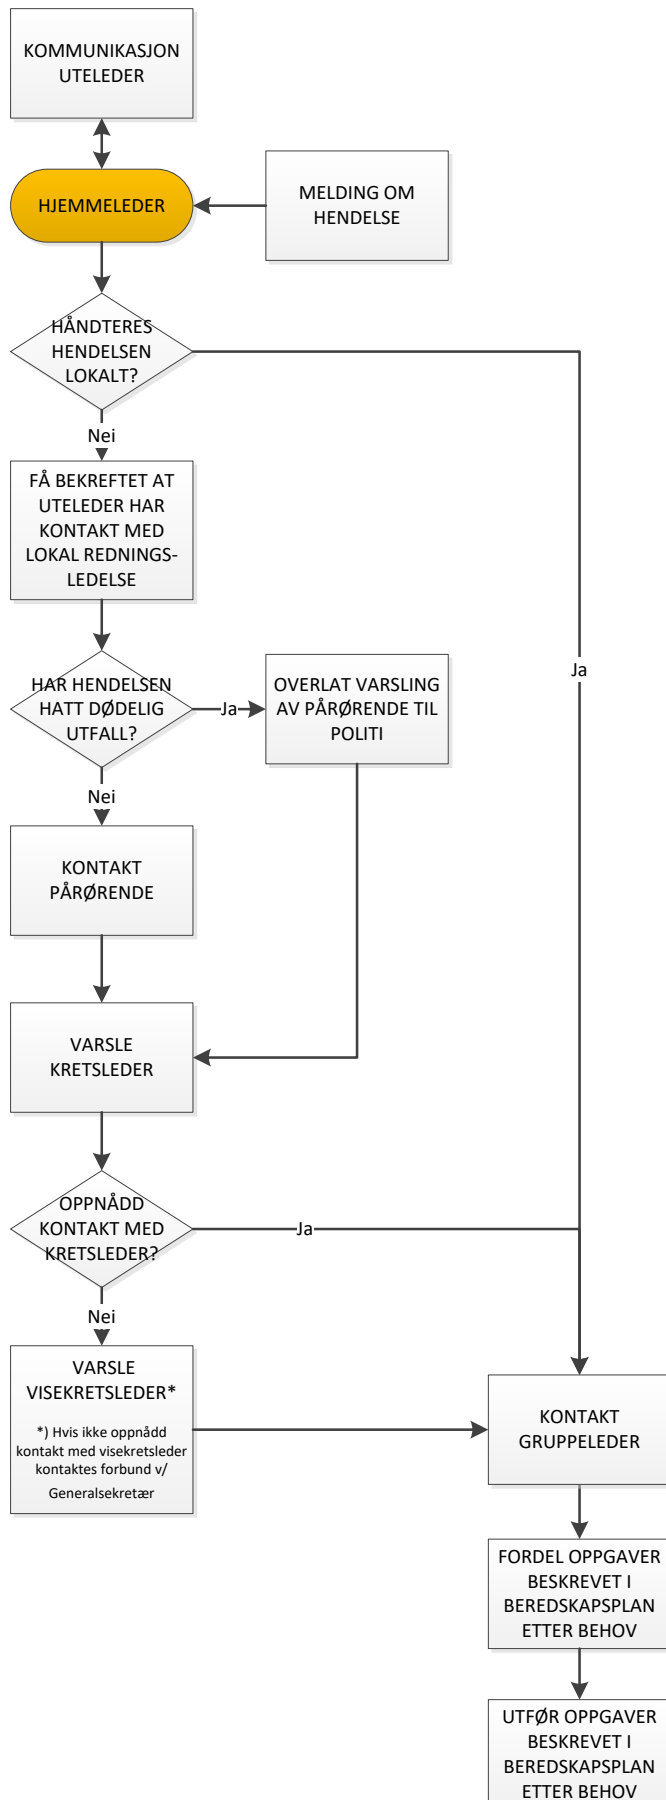 KOMMUNIKASJON
UTELEDER
HJEMMELEDER
MELDING OM
HENDELSE
HÅNDTERES
HENDELSEN
LOKALT?
Nei
FÅ BEKREFTET AT
UTELEDER HAR
KONTAKT MED
LOKAL REDNINGS-
LEDELSE
Ja
HAR HENDELSEN
HATT DØDELIG
UTFALL?
Ja
OVERLAT VARSLING
AV PÅRØRENDE TIL
POLITI
Nei
KONTAKT
PÅRØRENDE
VARSLE
KRETSLEDER
OPPNÅDD
KONTAKT MED
KRETSLEDER?
Ja
Nei
VARSLE
VISEKRETSLEDER*
*) Hvis ikke oppnådd
kontakt med visekretsleder
kontaktes forbund v/
Generalsekretær
KONTAKT
GRUPPELEDER
FORDEL OPPGAVER
BESKREVET I
BEREDSKAPSPLAN
ETTER BEHOV
UTFØR OPPGAVER
BESKREVET I
BEREDSKAPSPLAN
ETTER BEHOV